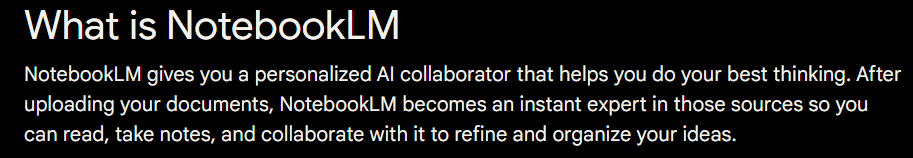 What is NotebookLM
NotebookLM gives you a personalized AI collaborator that helps you do your best thinking. After
uploading your documents, NotebookLM becomes an instant expert in those sources so you
can read, take notes, and collaborate with it to refine and organize your ideas.